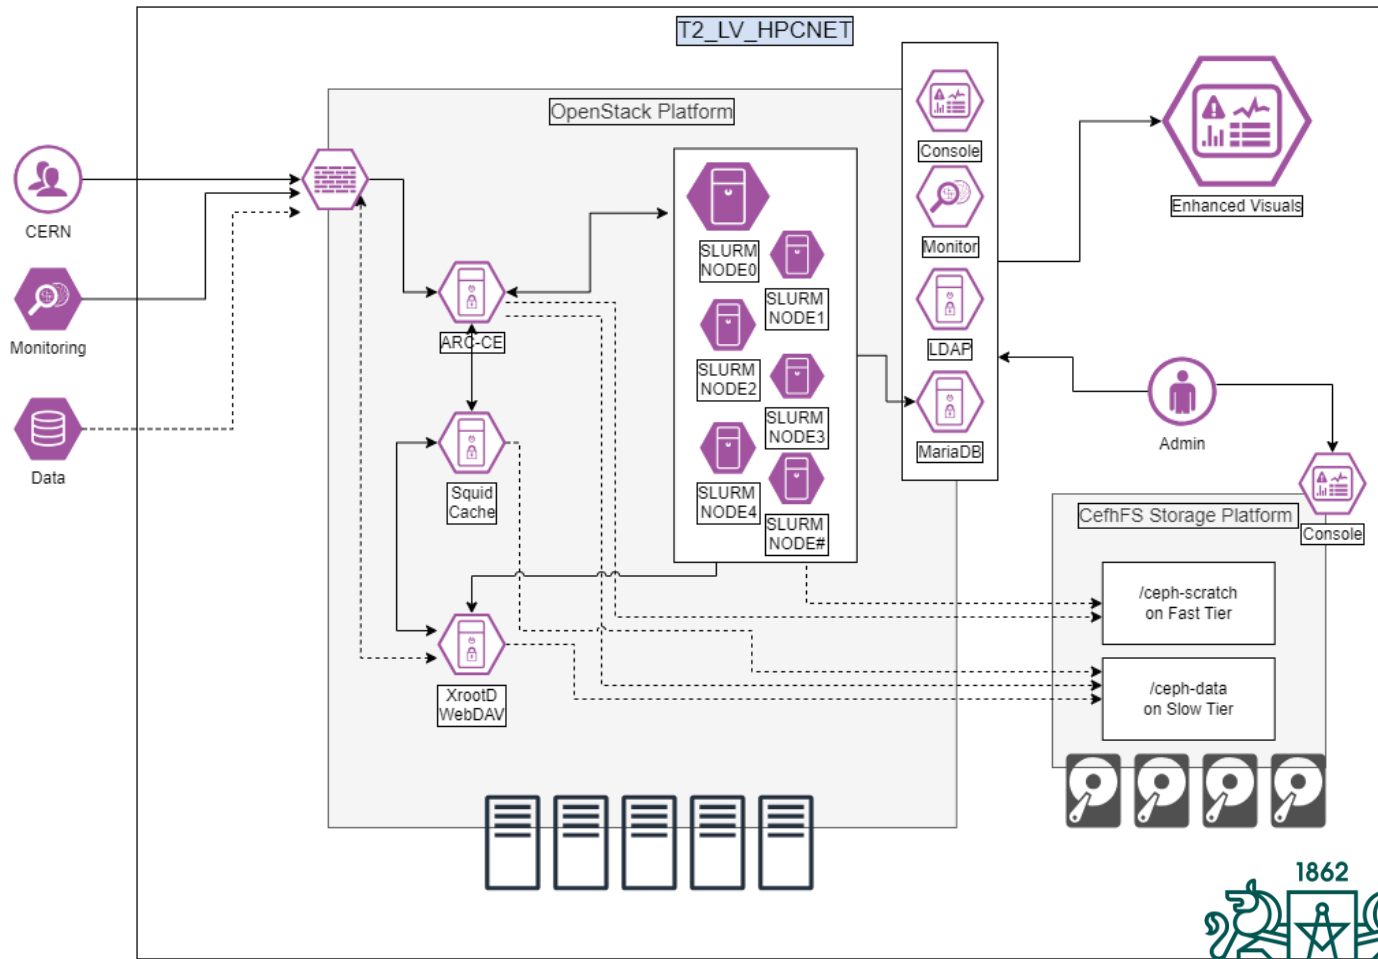 T2_LV_HPCNET
OpenStack Platform
CERN
Monitoring
Data
ARC-CE
Squid
Cache
XrootD
WebDAV
SLURM
NODE0
SLURM
NODE1
SLURM
NODE2
SLURM
NODE3
SLURM
NODE4
SLURM
NODE#
Console
Monitor
LDAP
MariaDB
Enhanced Visuals
Admin
Console
CefhFS Storage Platform
/ceph-scratch
on Fast Tier
/ceph-data
on Slow Tier
1862